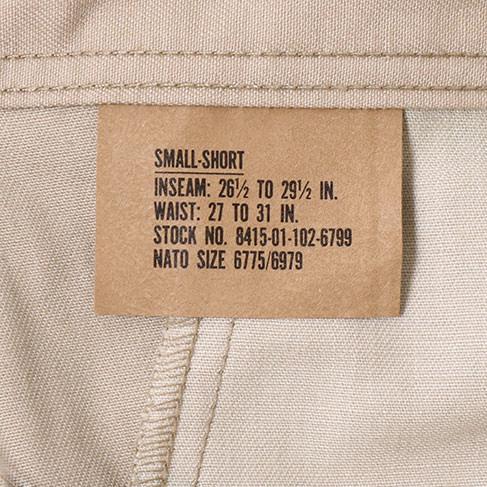 SMALL-SHORT
INSEAM: 26½ TO 29½ IN.
WAIST: 27 TO 31 IN.
STOCK NO. 8415-01-102-6799
NATO SIZE 6775/6979